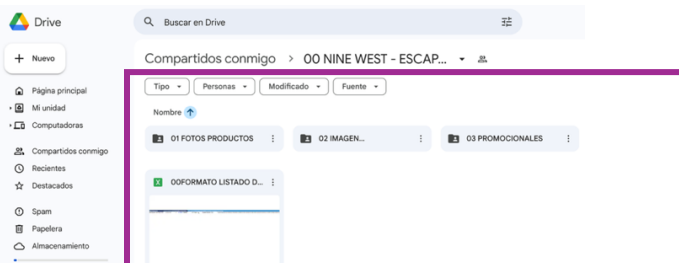 Drive
Buscar en Drive
Nuevo
Compartidos conmigo > 00 NINE WEST - ESCAP...
Tipo Personas Modificado Fuente
Página principal
Mi unidad
Computadoras
Compartidos conmigo
Recientes
Destacados
Spam
Papelera
Almacenamiento
Nombre
01 FOTOS PRODUCTOS
02 IMAGEN...
03 PROMOCIONALES
00FORMATO LISTADO D...